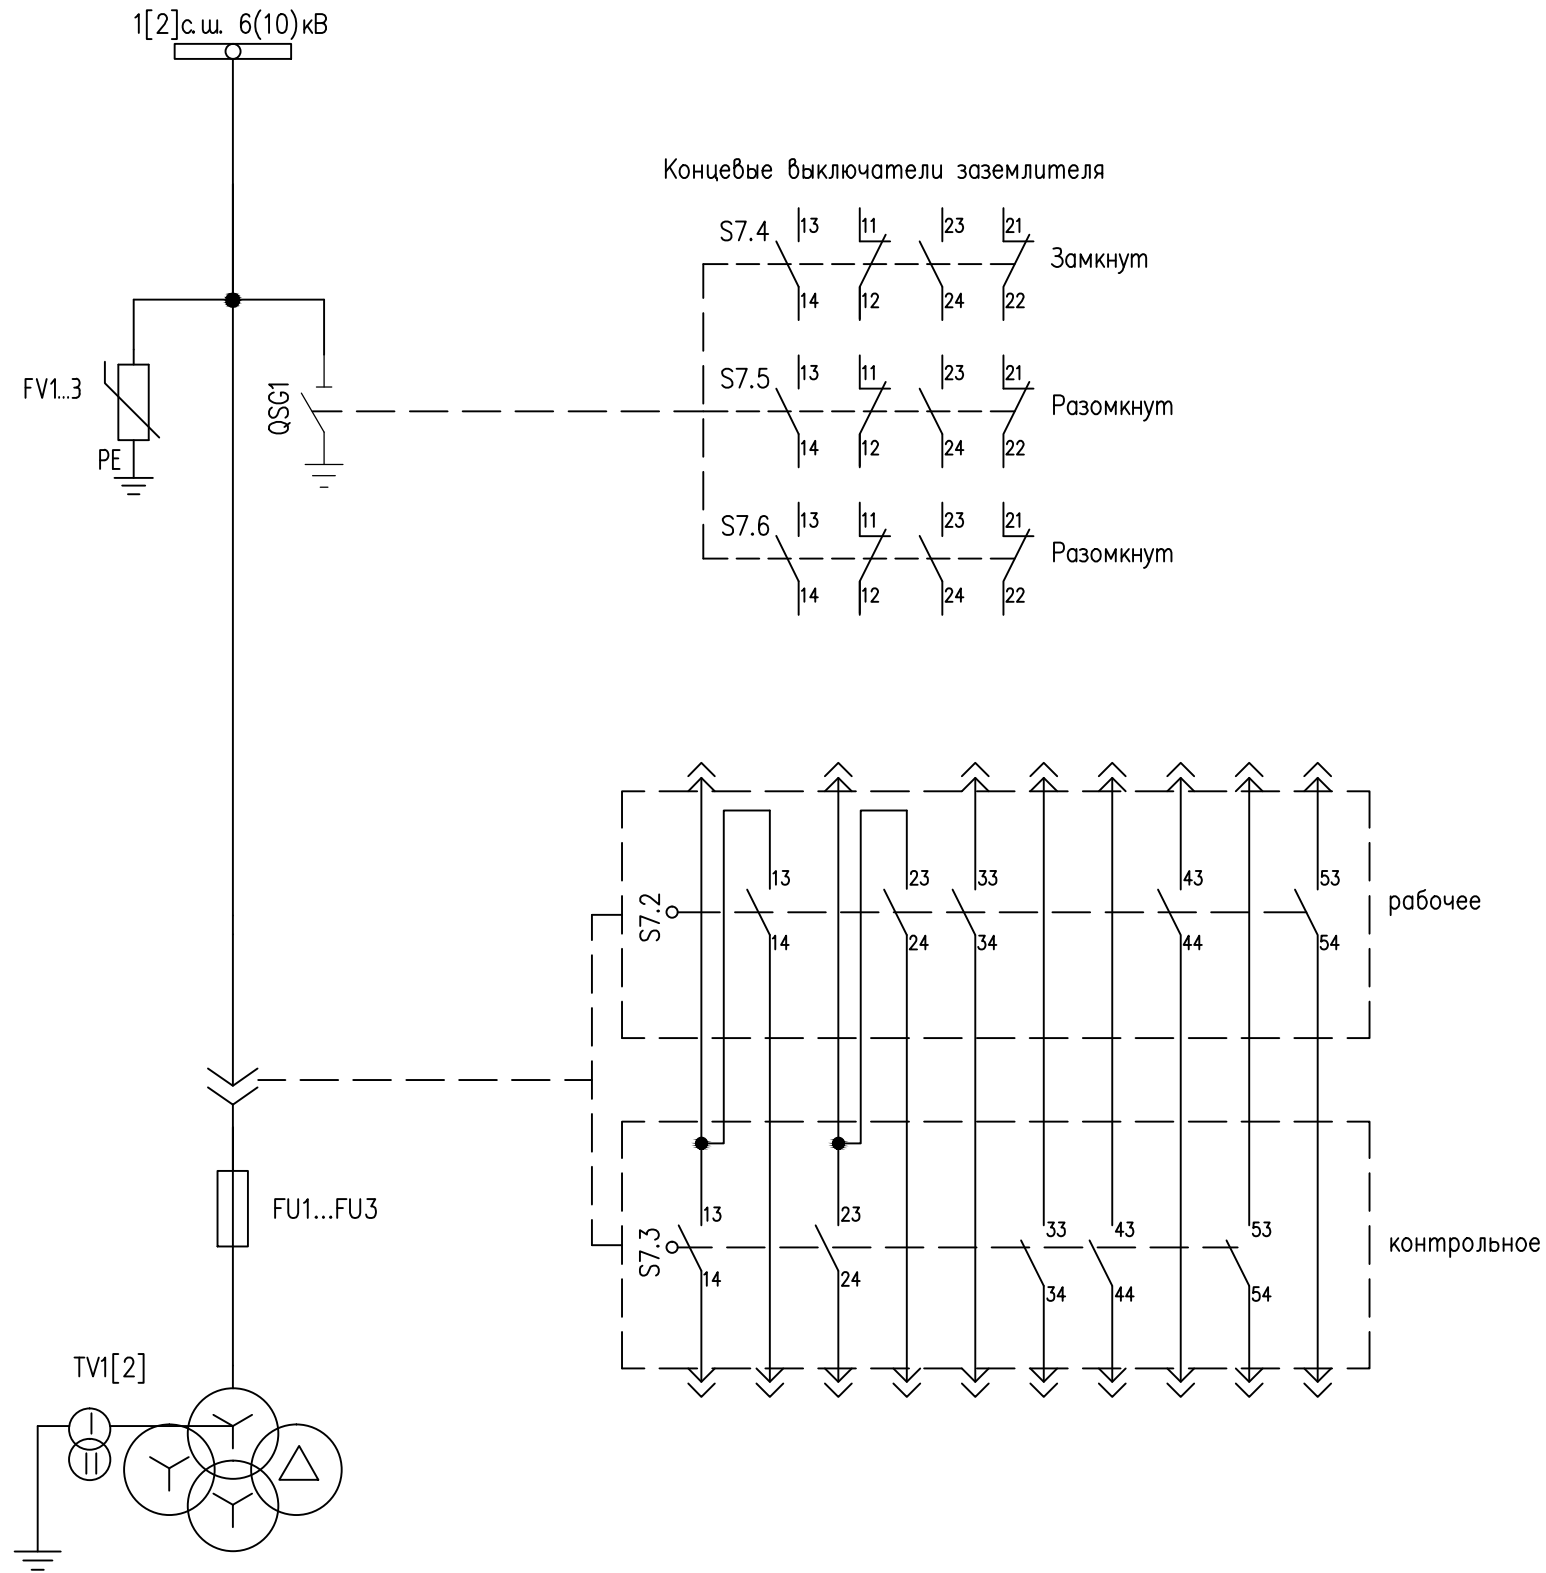 1[2]с.ш. 6(10)кВ
Концевые выключатели заземлителя
S7.4 13 11 23 21
Замкнут
14 12 24 22
FV1...3
QSG1
PE
S7.5 13 11 23 21
Разомкнут
14 12 24 22
S7.6 13 11 23 21
Разомкнут
14 12 24 22
S7.2
13 23 33 43 53
рабочее
14 24 34 44 54
FU1...FU3
S7.3
13 23 33 43 53
контрольное
14 24 34 44 54
TV1[2]
I
II